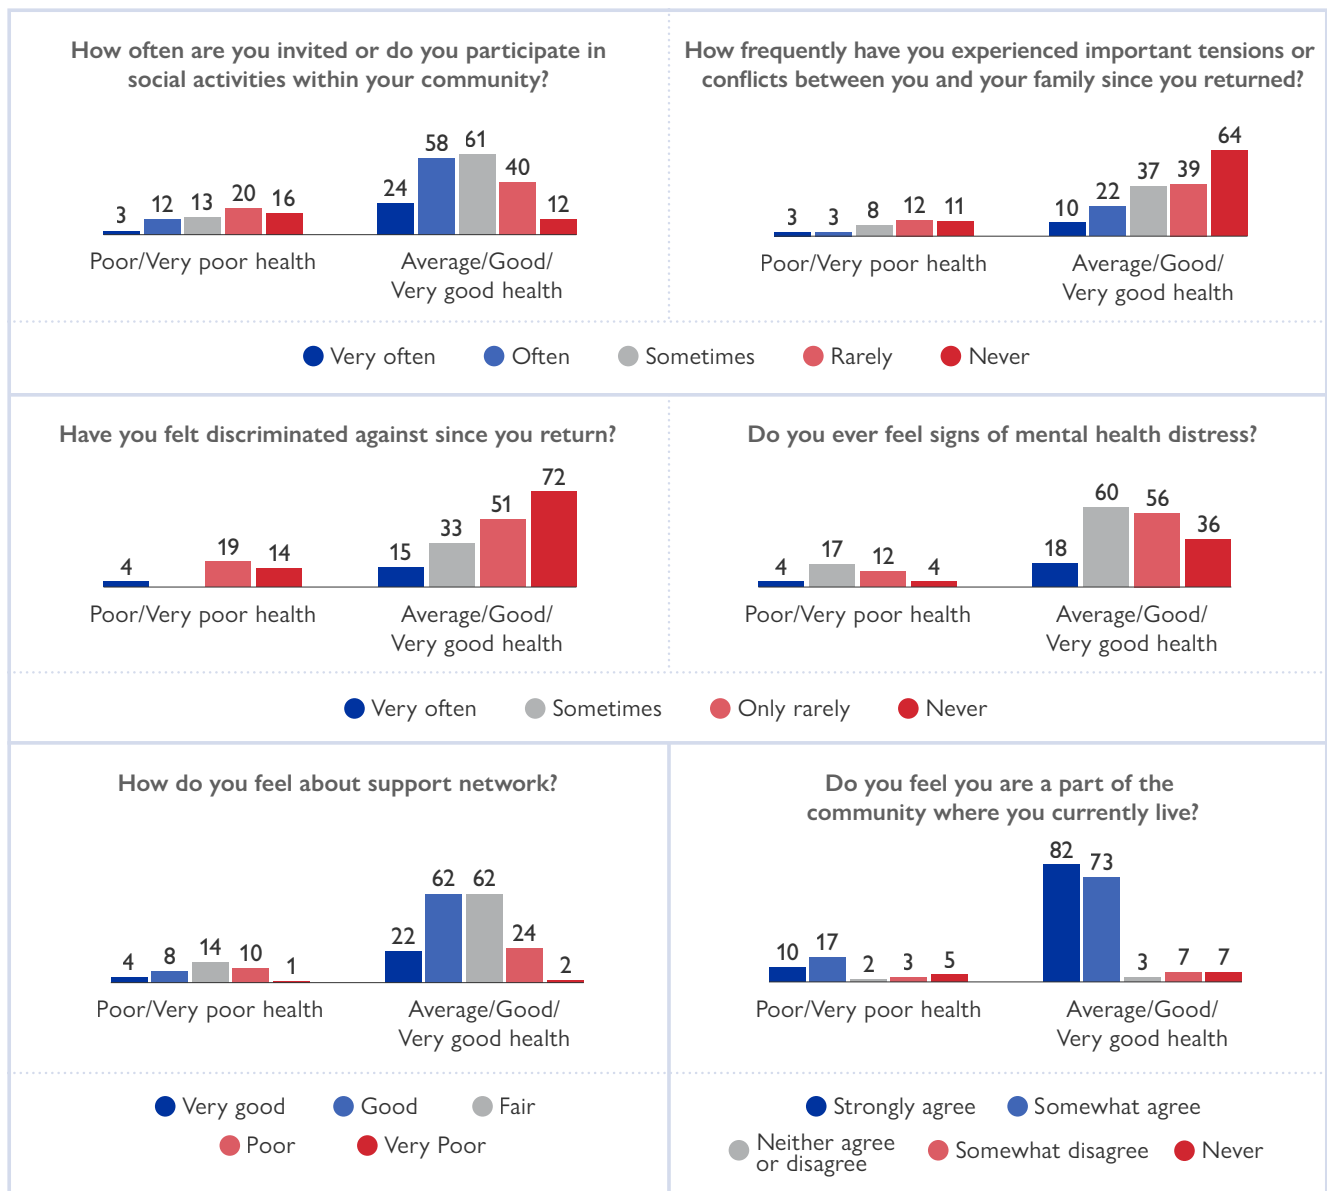 How often are you invited or do you participate in
social activities within your community?
3 12 13 20 16 24 58 61 40 12
Poor/Very poor health
Average/Good/
Very good health
How frequently have you experienced important tensions or
conflicts between you and your family since you returned?
3 3 8 12 11 10 22 37 39 64
Poor/Very poor health
Average/Good/
Very good health
Very often Often Sometimes Rarely Never
Have you felt discriminated against since you return?
4 19 14 15 33 51 72
Poor/Very poor health
Average/Good/
Very good health
Do you ever feel signs of mental health distress?
4 17 12 4 18 60 56 36
Poor/Very poor health
Average/Good/
Very good health
Very often Sometimes Only rarely Never
How do you feel about support network?
4 8 14 10 1 22 62 62 24 2
Poor/Very poor health
Average/Good/
Very good health
Very good Good Fair
Poor Very Poor
Do you feel you are a part of the
community where you currently live?
10 17 2 3 5 82 73 3 7 7
Poor/Very poor health
Average/Good/
Very good health
Strongly agree Somewhat agree
Neither agree
or disagree
Somewhat disagree Never